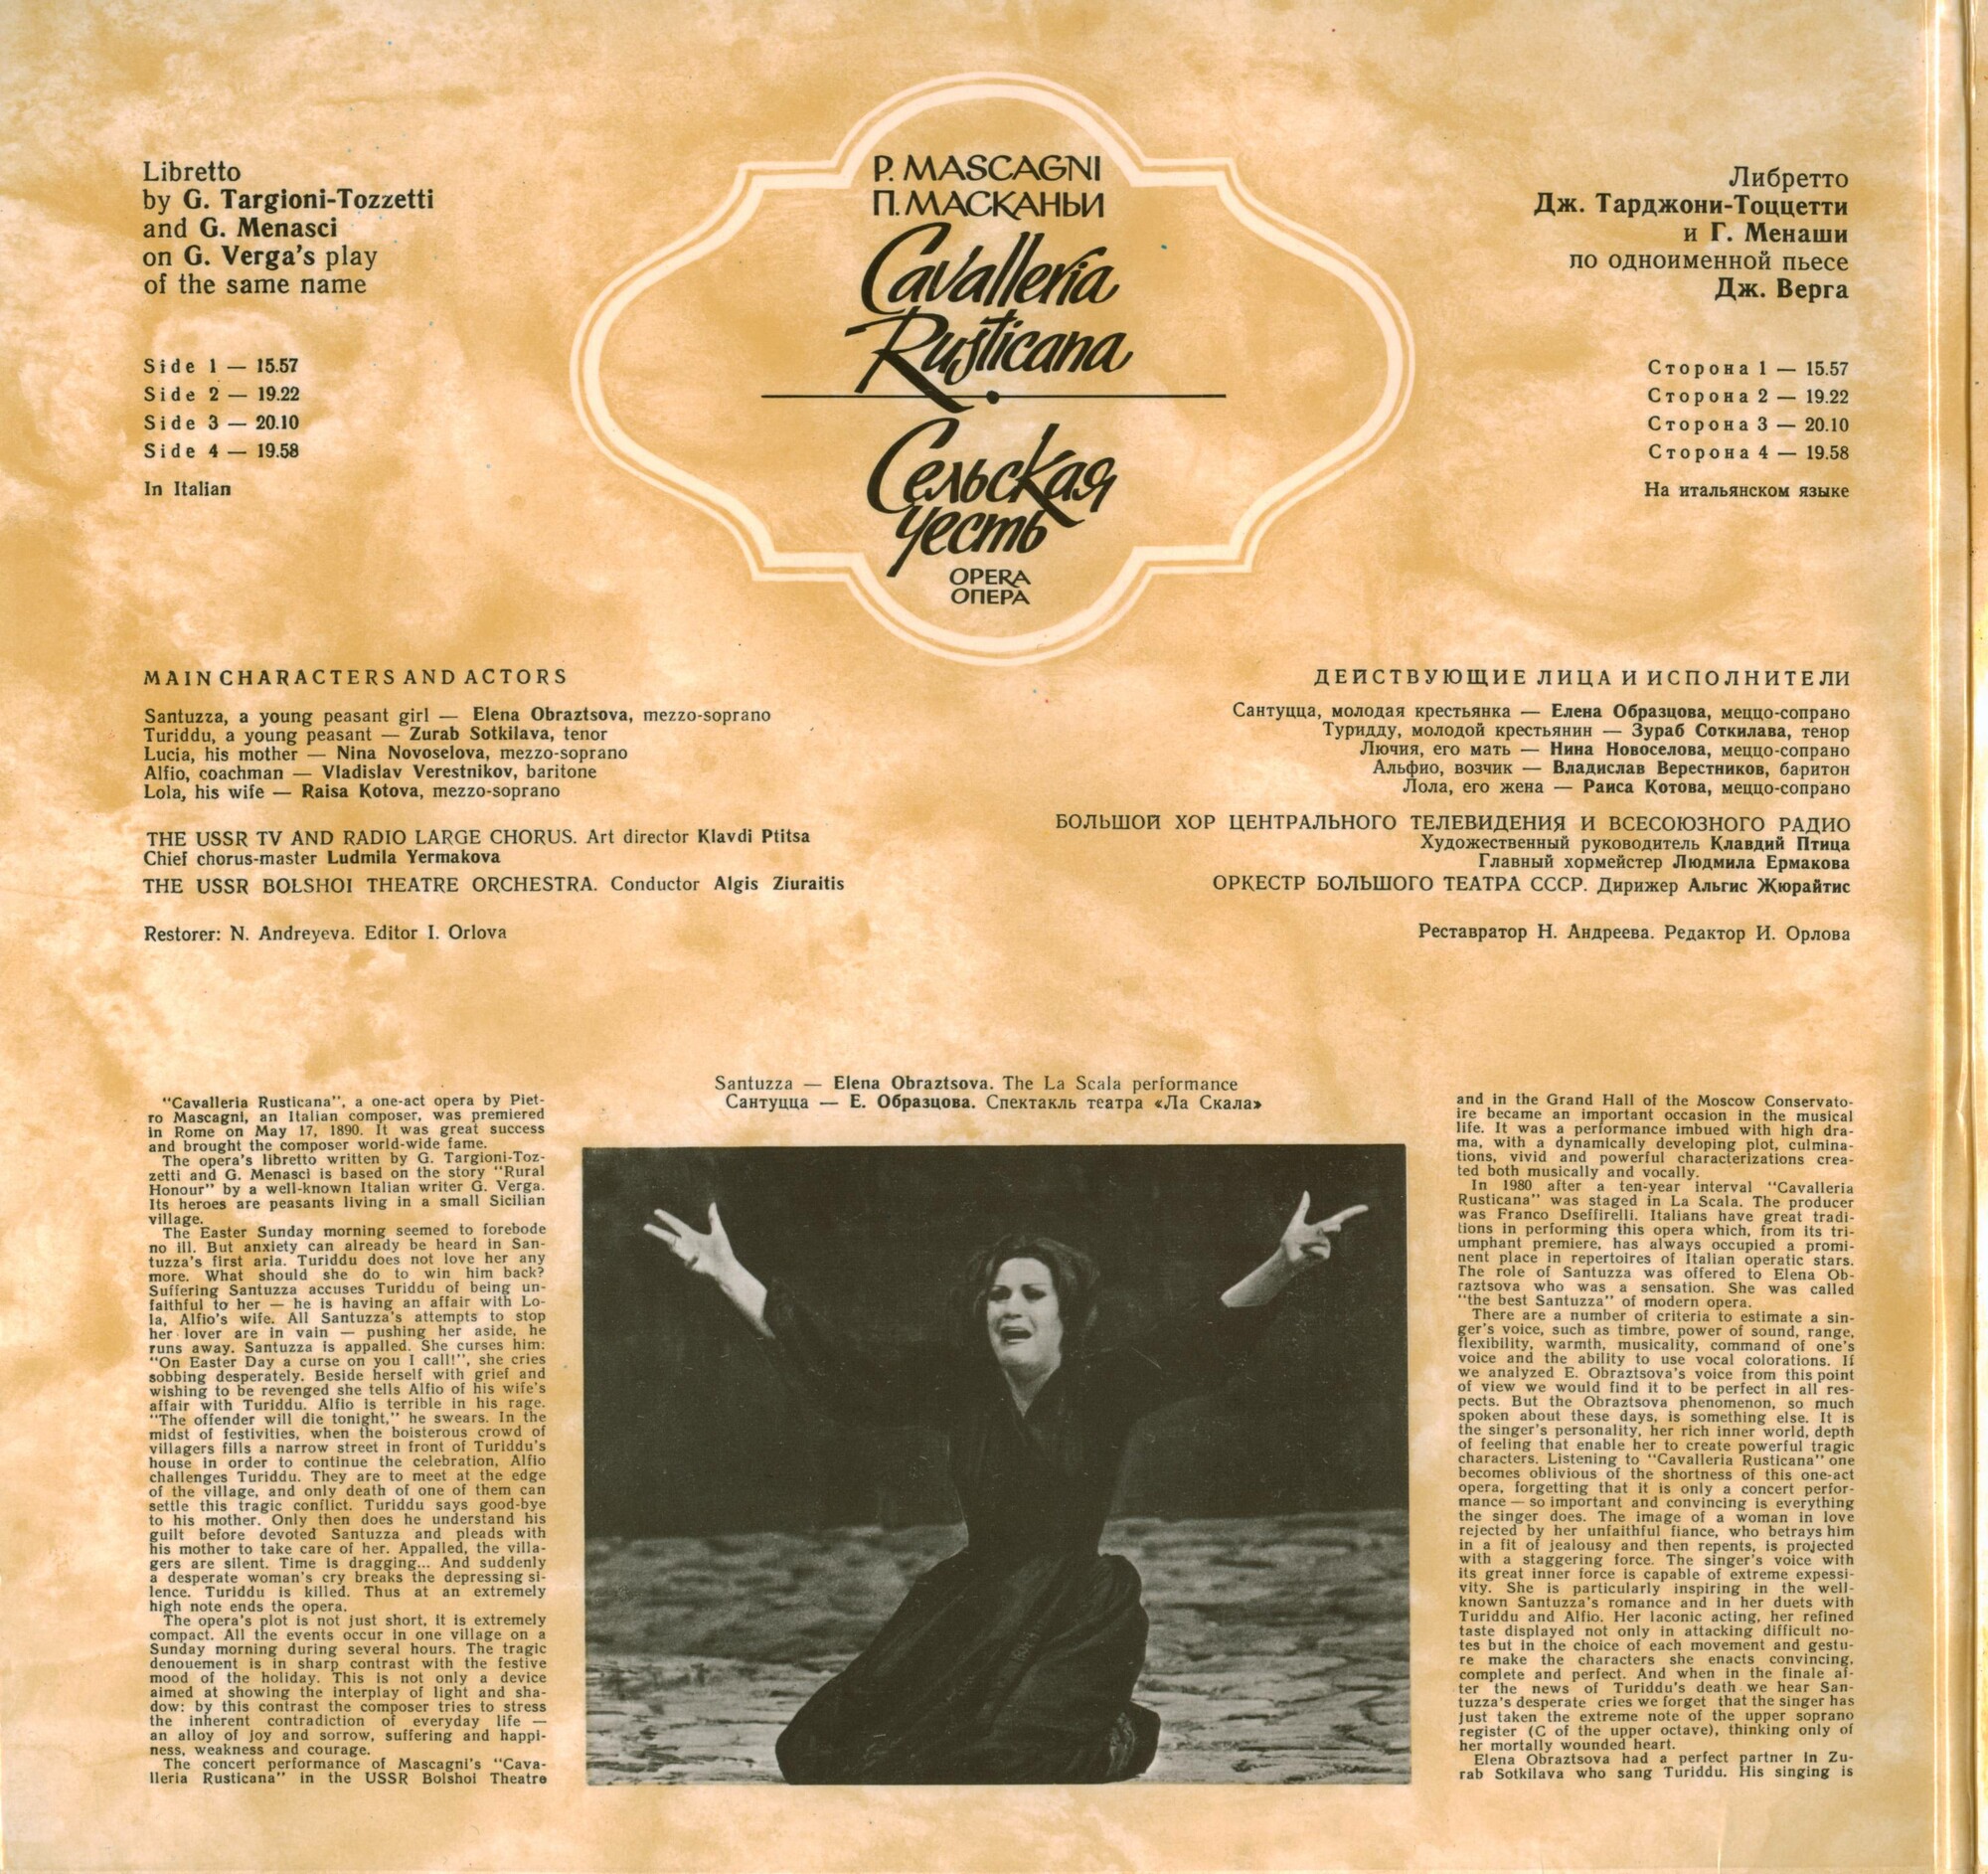 P. MASCAGNI
П. МАСКАНЬИ
Cavalleria
Rusticana
Сельская
честь
OPERA
ОПЕРА
Libretto
by G. Targioni-Tozzetti
and G. Menasci
on G. Verga's play
of the same name
Side 1 — 15.57
Side 2 — 19.22
Side 3 — 20.10
Side 4 — 19.58
In Italian
Либретто
Дж. Тарджони-Тоццетти
и Г. Менаши
по одноименной пьесе
Дж. Верга
Сторона 1 — 15.57
Сторона 2 — 19.22
Сторона 3 — 20.10
Сторона 4 — 19.58
На итальянском языке
MAIN CHARACTERS AND ACTORS
Santuzza, a young peasant girl — Elena Obraztsova, mezzo-soprano
Turiddu, a young peasant — Zurab Sotkilava, tenor
Lucia, his mother — Nina Novoselova, mezzo-soprano
Alfio, coachman — Vladislav Verestnikov, baritone
Lola, his wife — Raisa Kotova, mezzo-soprano
THE USSR TV AND RADIO LARGE CHORUS. Art director Klavdi Ptitsa
Chief chorus-master Ludmila Yermakova
THE USSR BOLSHOI THEATRE ORCHESTRA. Conductor Algis Ziuraitis
Restorer: N. Andreyeva. Editor I. Orlova
ДЕЙСТВУЮЩИЕ ЛИЦА И ИСПОЛНИТЕЛИ
Сантуцца, молодая крестьянка — Елена Образцова, меццо-сопрано
Туридду, молодой крестьянин — Зураб Соткилава, тенор
Лючия, его мать — Нина Новоселова, меццо-сопрано
Альфио, возчик — Владислав Верестников, баритон
Лола, его жена — Раиса Котова, меццо-сопрано
БОЛЬШОЙ ХОР ЦЕНТРАЛЬНОГО ТЕЛЕВИДЕНИЯ И ВСЕСОЮЗНОГО РАДИО
Художественный руководитель Клавдий Птица
Главный хормейстер Людмила Ермакова
ОРКЕСТР БОЛЬШОГО ТЕАТРА СССР. Дирижер Альгис Жюрайтис
Реставратор Н. Андреева. Редактор И. Орлова
Santuzza — Elena Obraztsova. The La Scala performance
Сантуцца — Е. Образцова. Спектакль театра «Ла Скала»
"Cavalleria Rusticana", a one-act opera by Piet-
ro Mascagni, an Italian composer, was premiered
in Rome on May 17, 1890. It was great success
and brought the composer world-wide fame.
The opera's libretto written by G. Targioni-Toz-
zetti and G. Menasci is based on the story "Rural
Honour" by a well-known Italian writer G. Verga.
Its heroes are peasants living in a small Sicilian
village.
The Easter Sunday morning seemed to forebode
no ill. But anxiety can already be heard in San-
tuzza's first aria. Turiddu does not love her any
more. What should she do to win him back?
Suffering Santuzza accuses Turiddu of being un-
faithful to her — he is having an affair with Lo-
la, Alfio's wife. All Santuzza's attempts to stop
her lover are in vain — pushing her aside, he
runs away. Santuzza is appalled. She curses him:
"On Easter Day a curse on you I call!", she cries
sobbing desperately. Beside herself with grief and
wishing to be revenged she tells Alfio of his wife's
affair with Turiddu. Alfio is terrible in his rage.
"The offender will die tonight," he swears. In the
midst of festivities, when the boisterous crowd of
villagers fills a narrow street in front of Turiddu's
house in order to continue the celebration, Alfio
challenges Turiddu. They are to meet at the edge
of the village, and only death of one of them can
settle this tragic conflict. Turiddu says good-bye
to his mother. Only then does he understand his
guilt before devoted Santuzza and pleads with
his mother to take care of her. Appalled, the villa-
gers are silent. Time is dragging... And suddenly
a desperate woman's cry breaks the depressing si-
lence. Turiddu is killed. Thus at an extremely
high note ends the opera.
The opera's plot is not just short, it is extremely
compact. All the events occur in one village on a
Sunday morning during several hours. The tragic
denouement is in sharp contrast with the festive
mood of the holiday. This is not only a device
aimed at showing the interplay of light and sha-
dow: by this contrast the composer tries to stress
the inherent contradiction of everyday life —
an alloy of joy and sorrow, suffering and happi-
ness, weakness and courage.
The concert performance of Mascagni's "Cava-
lleria Rusticana" in the USSR Bolshoi Theatre
and in the Grand Hall of the Moscow Conservato-
ire became an important occasion in the musical
life. It was a performance imbued with high dra-
ma, with a dynamically developing plot, culmina-
tions, vivid and powerful characterizations crea-
ted both musically and vocally.
In 1980 after a ten-year interval "Cavalleria
Rusticana" was staged in La Scala. The producer
was Franco Dseffirelli. Italians have great tradi-
tions in performing this opera which, from its tri-
umphant premiere, has always occupied a promi-
nent place in repertoires of Italian operatic stars.
The role of Santuzza was offered to Elena Ob-
raztsova who was a sensation. She was called
"the best Santuzza" of modern opera.
There are a number of criteria to estimate a sin-
ger's voice, such as timbre, power of sound, range,
flexibility, warmth, musicality, command of one's
voice and the ability to use vocal colorations. If
we analyzed E. Obraztsova's voice from this point
of view we would find it to be perfect in all res-
pects. But the Obraztsova phenomenon, so much
spoken about these days, is something else. It is
the singer's personality, her rich inner world, depth
of feeling that enable her to create powerful tragic
characters. Listening to "Cavalleria Rusticana" one
becomes oblivious of the shortness of this one-act
opera, forgetting that it is only a concert perfor-
mance — so important and convincing is everything
the singer does. The image of a woman in love
rejected by her unfaithful fiance, who betrays him
in a fit of jealousy and then repents, is projected
with a staggering force. The singer's voice with
its great inner force is capable of extreme expessi-
vity. She is particularly inspiring in the well-
known Santuzza's romance and in her duets with
Turiddu and Alfio. Her laconic acting, her refined
taste displayed not only in attacking difficult no-
tes but in the choice of each movement and gestu-
re make the characters she enacts convincing,
complete and perfect. And when in the finale af-
ter the news of Turiddu's death we hear San-
tuzza's desperate cries we forget that the singer has
just taken the extreme note of the upper soprano
register (C of the upper octave), thinking only of
her mortally wounded heart.
Elena Obraztsova had a perfect partner in Zu-
rab Sotkilava who sang Turiddu. His singing is